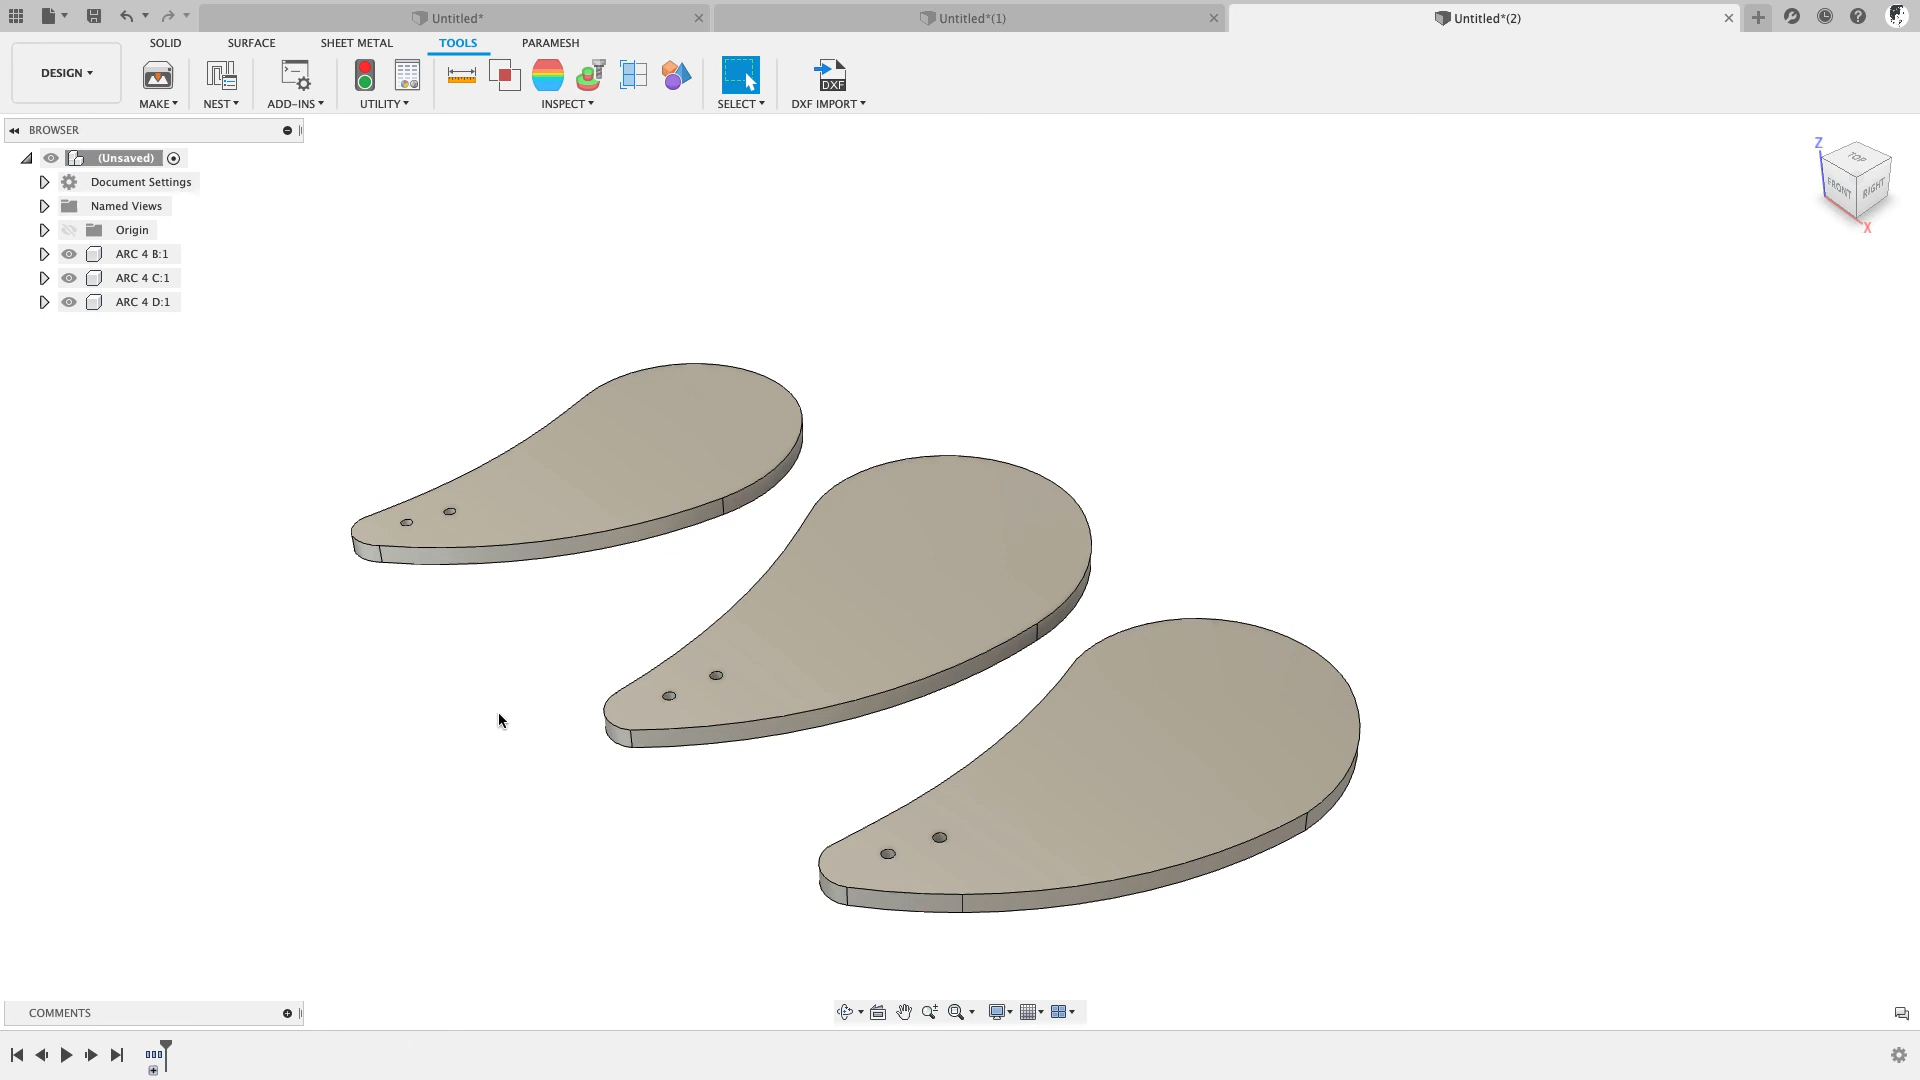 Untitled*
Untitled*(1)
Untitled*(2)
SOLID SURFACE SHEET METAL TOOLS PARAMESH
DESIGN
DXF
MAKE NEST ADD-INS UTILITY INSPECT SELECT DXF IMPORT
BROWSER
(Unsaved)
Document Settings
Named Views
Origin
ARC 4 B:1
ARC 4 C:1
ARC 4 D:1
Z
TOP
FRONT
RIGHT
X
COMMENTS